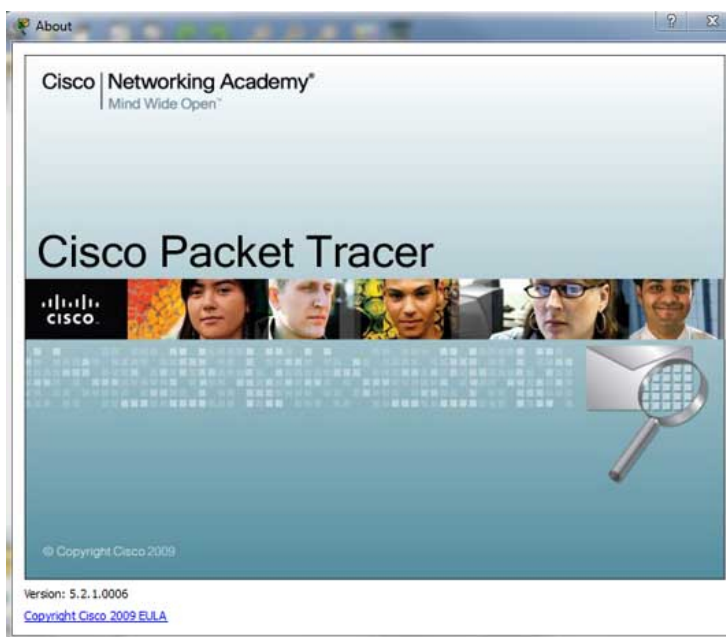 About
Cisco Networking Academy®
Mind Wide Open™
Cisco Packet Tracer
CISCO
© Copyright Cisco 2009
Version: 5.2.1.0006
Copyright Cisco 2009 EULA